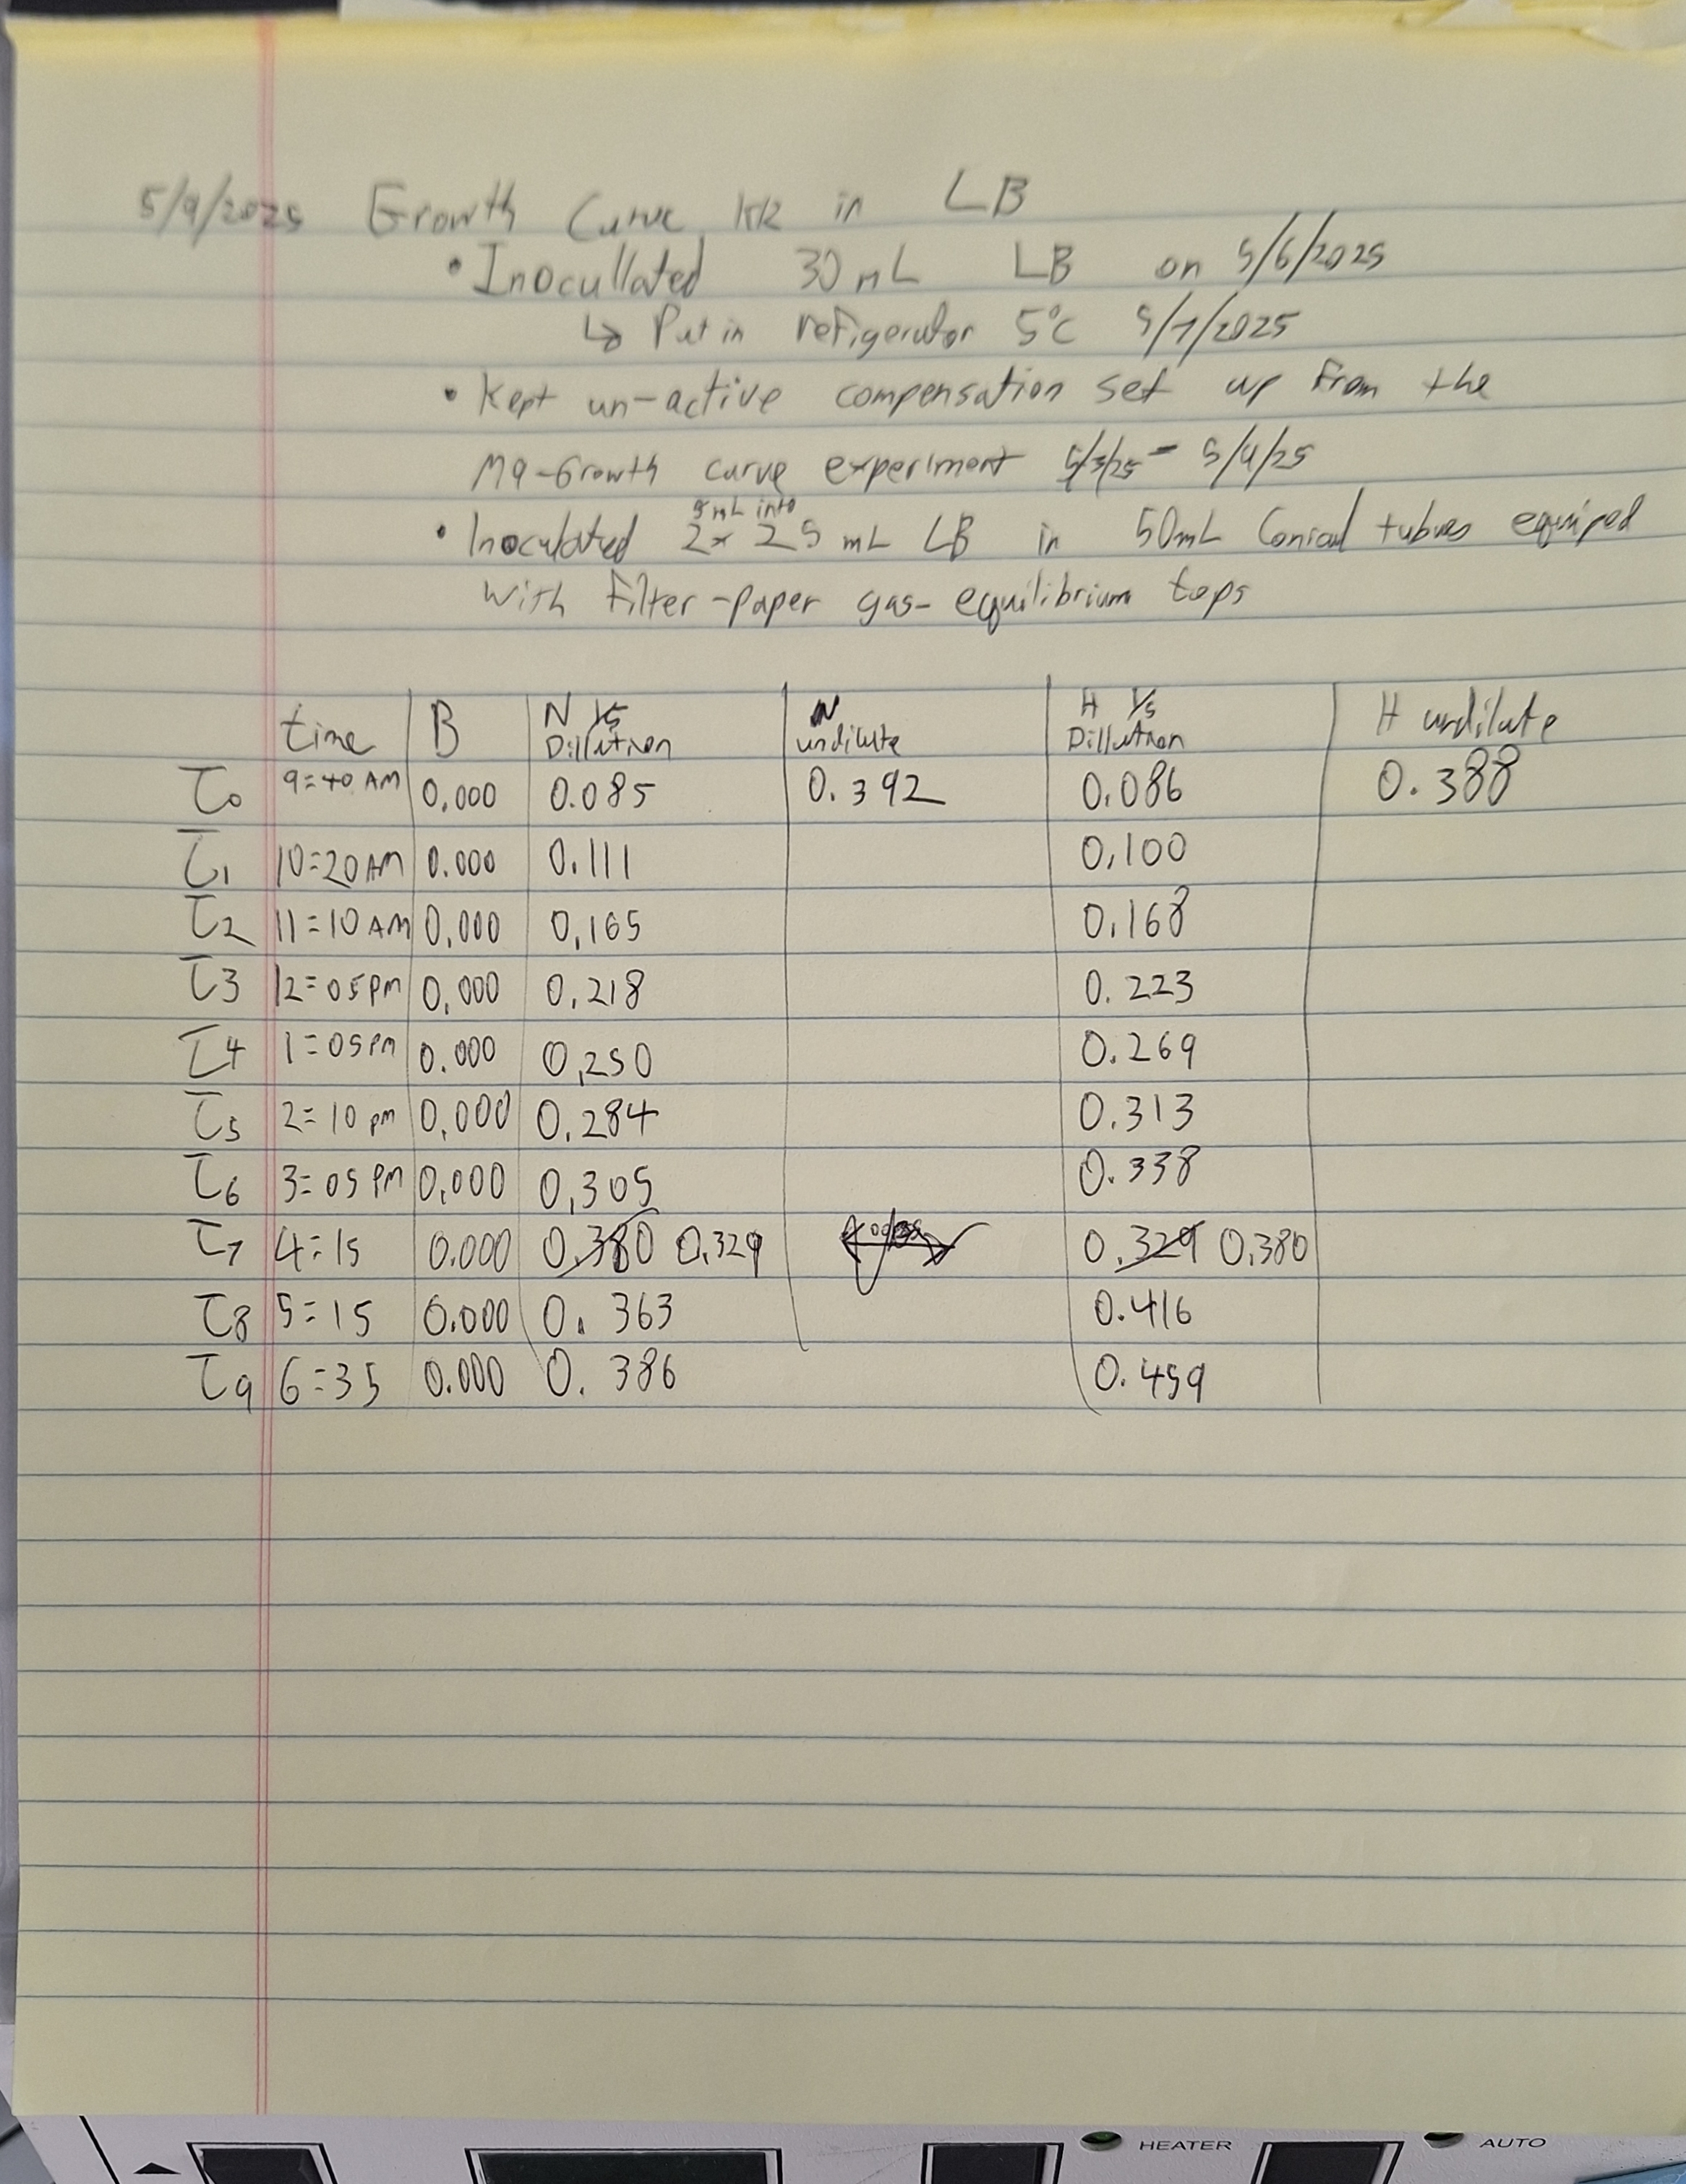 5/9/2025 Growth Curve KK in LB
• Inocullated 30 mL LB on 5/6/2025
↳ Put in refigerator 5°C 5/7/2025
• Kept un-active compensation set up from the
M9-Growth curve experiment 5/3/25 - 5/4/25
5 mL into
• Inoculated 2x 25 mL LB in 50mL Conical tubes equiped
with Filter-paper gas-equilibrium tops
time B N 1/5 Dillution N undilute H 1/5 Dillution H undilute
T0 9:40 AM 0.000 0.085 0.392 0.086 0.388
T1 10:20 AM 0.000 0.111 0.100
T2 11:10 AM 0.000 0.165 0.168
T3 12:05 PM 0.000 0.218 0.223
T4 1:05 PM 0.000 0.250 0.269
T5 2:10 pm 0.000 0.284 0.313
T6 3:05 PM 0.000 0.305 0.338
T7 4:15 0.000 0.380 0.329 0.329 0.380
T8 5:15 0.000 0.363 0.416
T9 6:35 0.000 0.386 0.459
HEATER AUTO